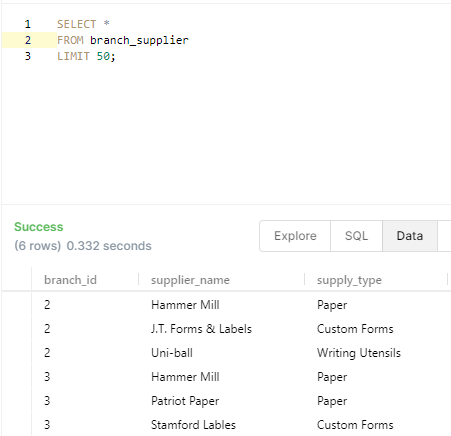 1 SELECT *
2 FROM branch_supplier
3 LIMIT 50;
Success
(6 rows) 0.332 seconds
Explore SQL Data
branch_id supplier_name supply_type
2 Hammer Mill Paper
2 J.T. Forms & Labels Custom Forms
2 Uni-ball Writing Utensils
3 Hammer Mill Paper
3 Patriot Paper Paper
3 Stamford Lables Custom Forms